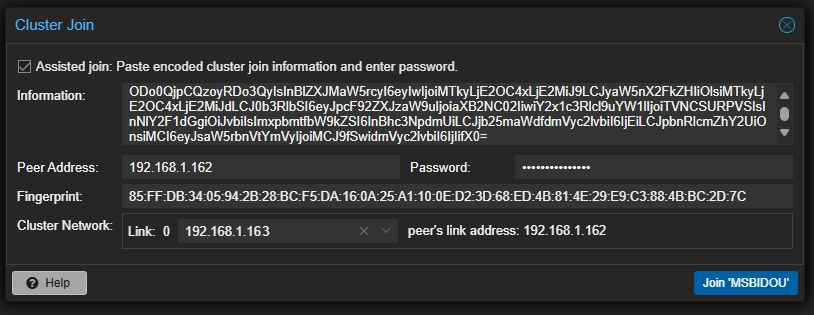 Cluster Join
Assisted join: Paste encoded cluster join information and enter password.
Information:
ODo0QjpCQzoyRDo3QyIsInBlZXJMaW5rcyI6eyIwIjoiMTkyLjE2OC4xLjE2MiJ9LCJyaW5nX2FkZHIiOlsiMTkyLj
E2OC4xLjE2MiJdLCJ0b3RlbSI6eyJpcF92ZXJzaW9uIjoiaXB2NC02IiwiY2x1c3Rlcl9uYW1lIjoiTVNCSURPVSIsI
nNlY2F1dGgiOiJvbiIsImxpbmtfbW9kZSI6InBhc3NpdmUiLCJjb25maWdfdmVyc2lvbiI6IjEiLCJpbnRlcmZhY2UiO
nsiMCI6eyJsaW5rbnVtYmVyIjoiMCJ9fSwidmVyc2lvbiI6IjIifX0=
Peer Address: 192.168.1.162 Password: •••••••••••••••
Fingerprint: 85:FF:DB:34:05:94:2B:28:BC:F5:DA:16:0A:25:A1:10:0E:D2:3D:68:ED:4B:81:4E:29:E9:C3:88:4B:BC:2D:7C
Cluster Network: Link: 0 192.168.1.163 peer's link address: 192.168.1.162
Help Join 'MSBIDOU'